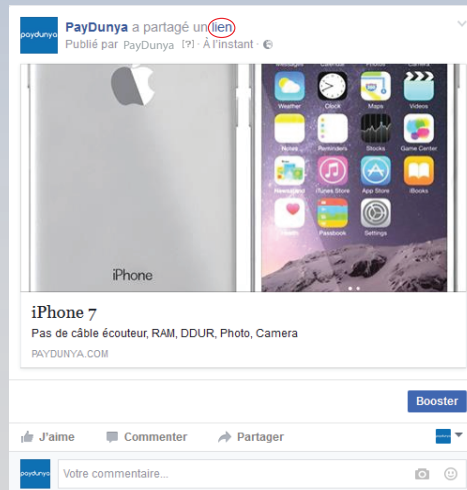 paydunya
PayDunya a partagé un lien
Publié par PayDunya [?] · À l'instant ·
Weather Clock Maps Videos
Notes Reminders Stocks Game Center
Newsstand iTunes Store App Store iBooks
Health Passbook Settings
iPhone
iPhone 7
Pas de câble écouteur, RAM, DDUR, Photo, Camera
PAYDUNYA.COM
Booster
J'aime Commenter Partager
paydunya
paydunya Votre commentaire...